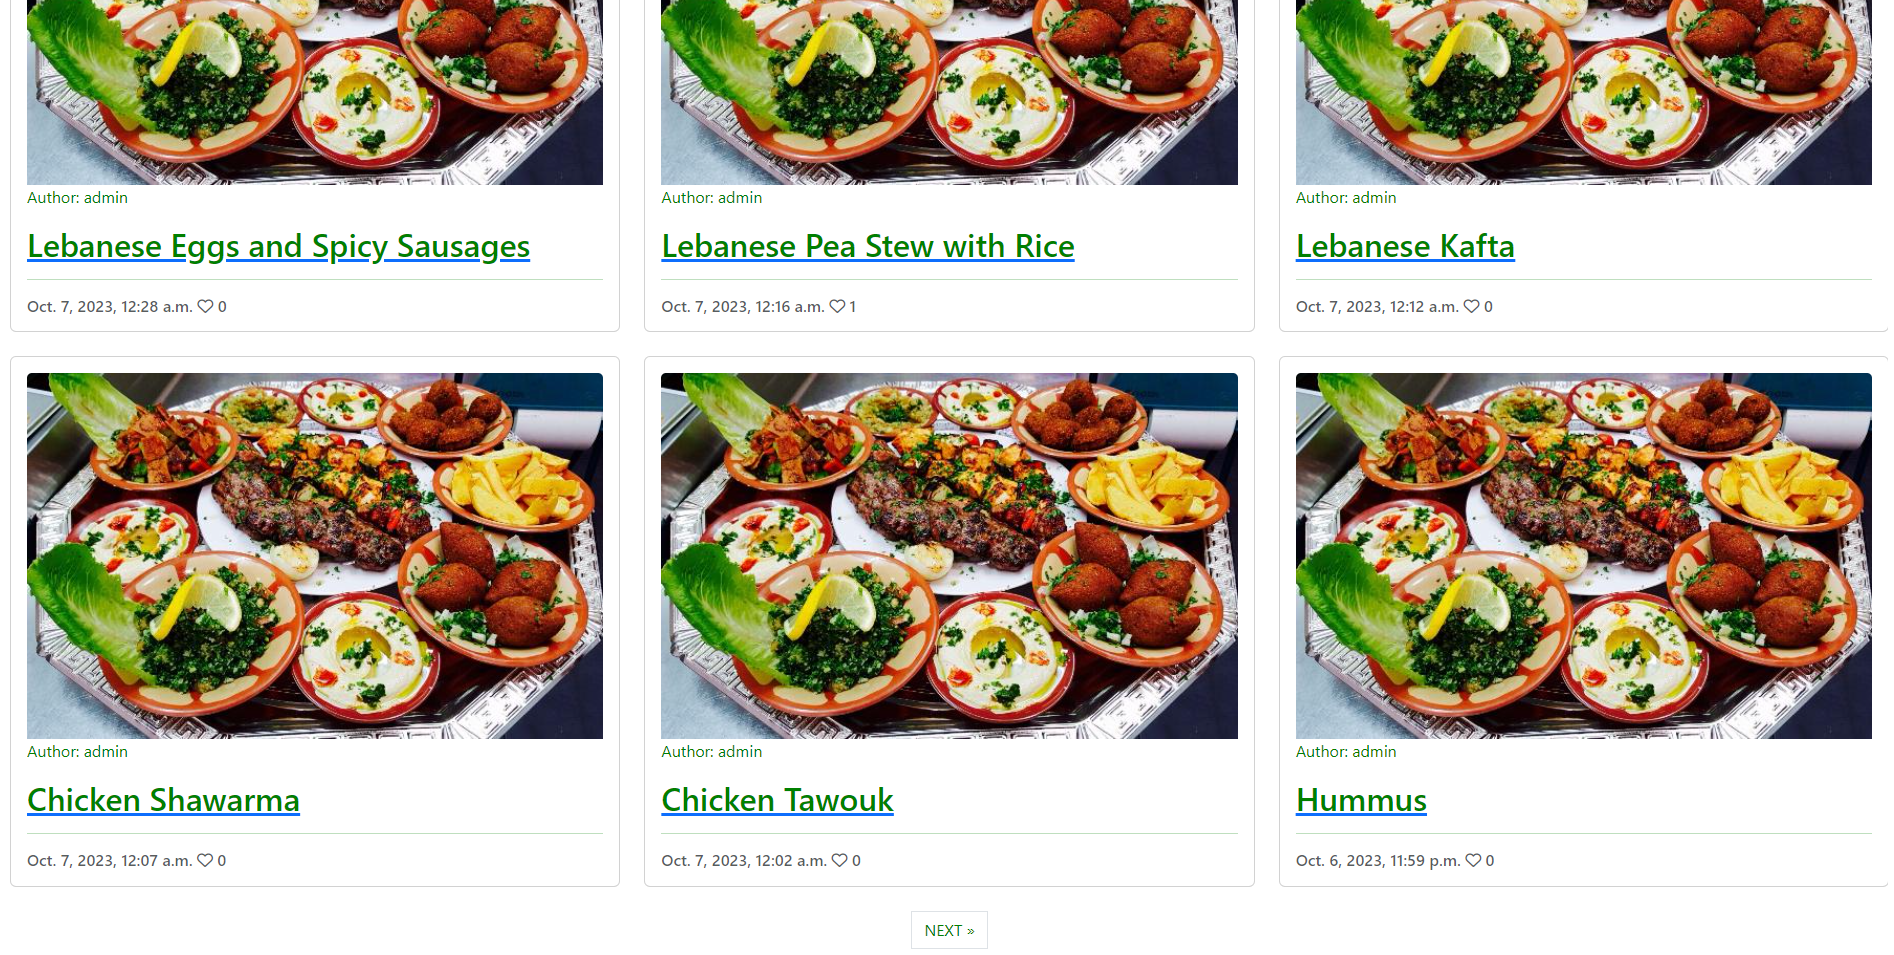 Author: admin
Lebanese Eggs and Spicy Sausages
Oct. 7, 2023, 12:28 a.m. 0
Author: admin
Lebanese Pea Stew with Rice
Oct. 7, 2023, 12:16 a.m. 1
Author: admin
Lebanese Kafta
Oct. 7, 2023, 12:12 a.m. 0
Author: admin
Chicken Shawarma
Oct. 7, 2023, 12:07 a.m. 0
Author: admin
Chicken Tawouk
Oct. 7, 2023, 12:02 a.m. 0
Author: admin
Hummus
Oct. 6, 2023, 11:59 p.m. 0
NEXT »